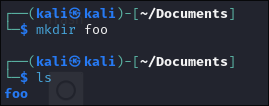 ┌──(kali㉿kali)-[~/Documents]
└─$ mkdir foo
┌──(kali㉿kali)-[~/Documents]
└─$ ls
foo